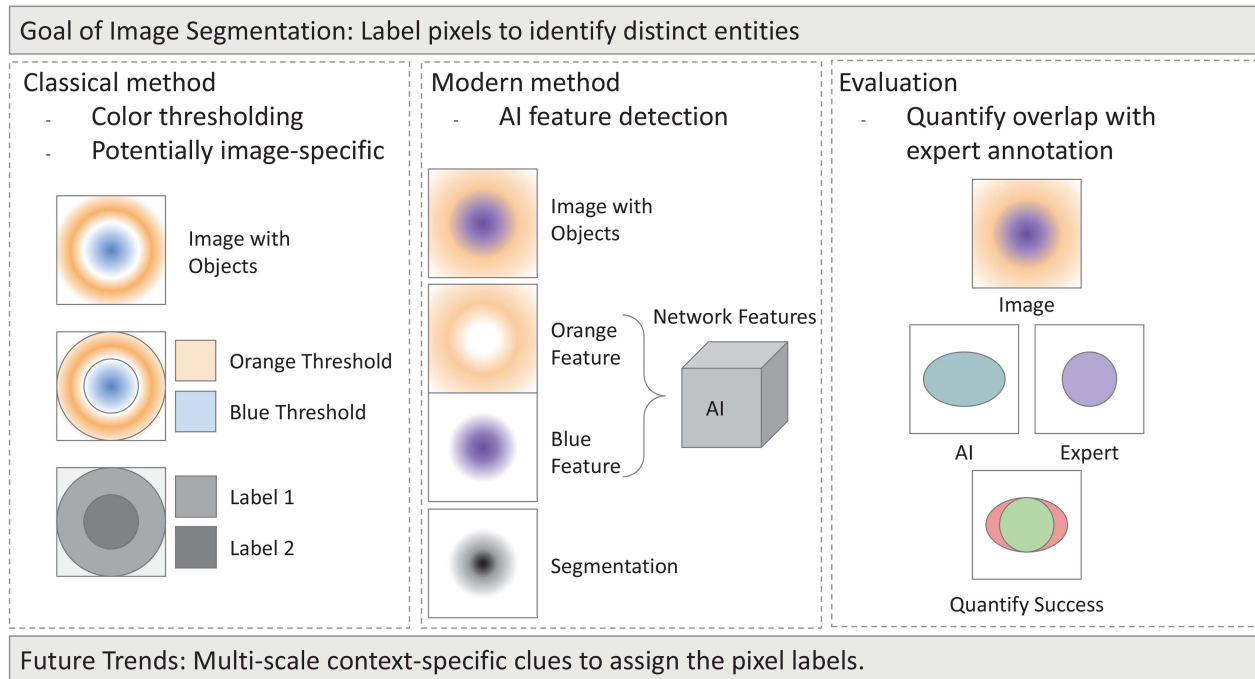 Goal of Image Segmentation: Label pixels to identify distinct entities
Classical method
- Color thresholding
- Potentially image-specific
Image with
Objects
Orange Threshold
Blue Threshold
Label 1
Label 2
Modern method
- AI feature detection
Image with
Objects
Orange
Feature
Network Features
AI
Blue
Feature
Segmentation
Evaluation
- Quantify overlap with
expert annotation
Image
AI
Expert
Quantify Success
Future Trends: Multi-scale context-specific clues to assign the pixel labels.